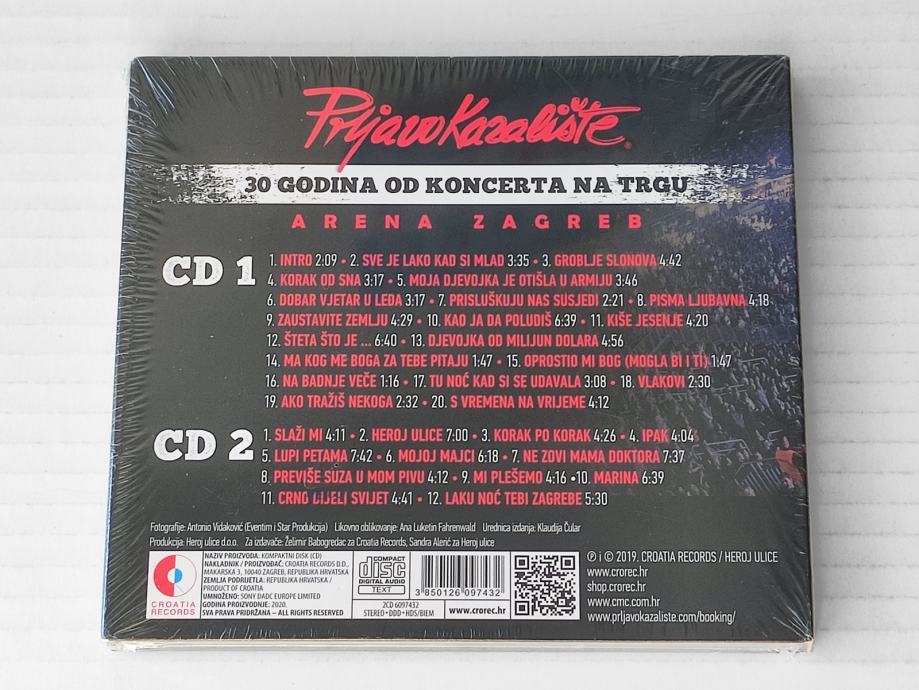 Prljavo Kazalište
30 GODINA OD KONCERTA NA TRGU
ARENA ZAGREB
CD 1
1. INTRO 2:09 • 2. SVE JE LAKO KAD SI MLAD 3:35 • 3. GROBLJE SLONOVA 4:42
4. KORAK OD SNA 3:17 • 5. MOJA DJEVOJKA JE OTIŠLA U ARMIJU 3:46
6. DOBAR VJETAR U LEĐA 3:17 • 7. PRISLUŠKUJU NAS SUSJEDI 2:21 • 8. PISMA LJUBAVNA 4:18
9. ZAUSTAVITE ZEMLJU 4:29 • 10. KAO JA DA POLUDIŠ 6:39 • 11. KIŠE JESENJE 4:20
12. ŠTETA ŠTO JE ... 6:40 • 13. DJEVOJKA OD MILIJUN DOLARA 4:56
14. MA KOG ME BOGA ZA TEBE PITAJU 1:47 • 15. OPROSTIO MI BOG (MOGLA BI I TI) 1:47
16. NA BADNJE VEČE 1:16 • 17. TU NOĆ KAD SI SE UDAVALA 3:08 • 18. VLAKOVI 2:30
19. AKO TRAŽIŠ NEKOGA 2:32 • 20. S VREMENA NA VRIJEME 4:12
CD 2
1. SLAŽI MI 4:11 • 2. HEROJ ULICE 7:00 • 3. KORAK PO KORAK 4:26 • 4. IPAK 4:04
5. LUPI PETAMA 7:42 • 6. MOJOJ MAJCI 6:18 • 7. NE ZOVI MAMA DOKTORA 7:37
8. PREVIŠE SUZA U MOM PIVU 4:12 • 9. MI PLEŠEMO 4:16 •10. MARINA 6:39
11. CRNO BIJELI SVIJET 4:41 • 12. LAKU NOĆ TEBI ZAGREBE 5:30
Fotografije: Antonio Vidaković (Eventim i Star Produkcija) Likovno oblikovanje: Ana Luketin Fahrenwald Urednica izdanja: Klaudija Čular
Produkcija: Heroj ulice d.o.o. Za izdavače: Želimir Babogredac za Croatia Records, Sandra Alerić za Heroj ulice
CROATIA
RECORDS
NAZIV PROIZVODA: KOMPAKTNI DISK (CD)
NAKLADNIK / PROIZVOĐAČ: CROATIA RECORDS D.D.,
MAKARSKA 3, 10040 ZAGREB, REPUBLIKA HRVATSKA
ZEMLJA PODRIJETLA: REPUBLIKA HRVATSKA /
PRODUCT OF CROATIA
UMNOŽENO: SONY DADC EUROPE LIMITED
GODINA PROIZVODNJE: 2020.
SVA PRAVA PRIDRŽANA – ALL RIGHTS RESERVED
COMPACT
disc
DIGITAL AUDIO
TEXT
2CD 6097432
STEREO•DDD•HDS/BIEM
3 850126 097432
www.crorec.hr
℗ i © 2019. CROATIA RECORDS / HEROJ ULICE
www.crorec.hr
shop.crorec.hr
www.cmc.com.hr
www.prljavokazaliste.com/booking/